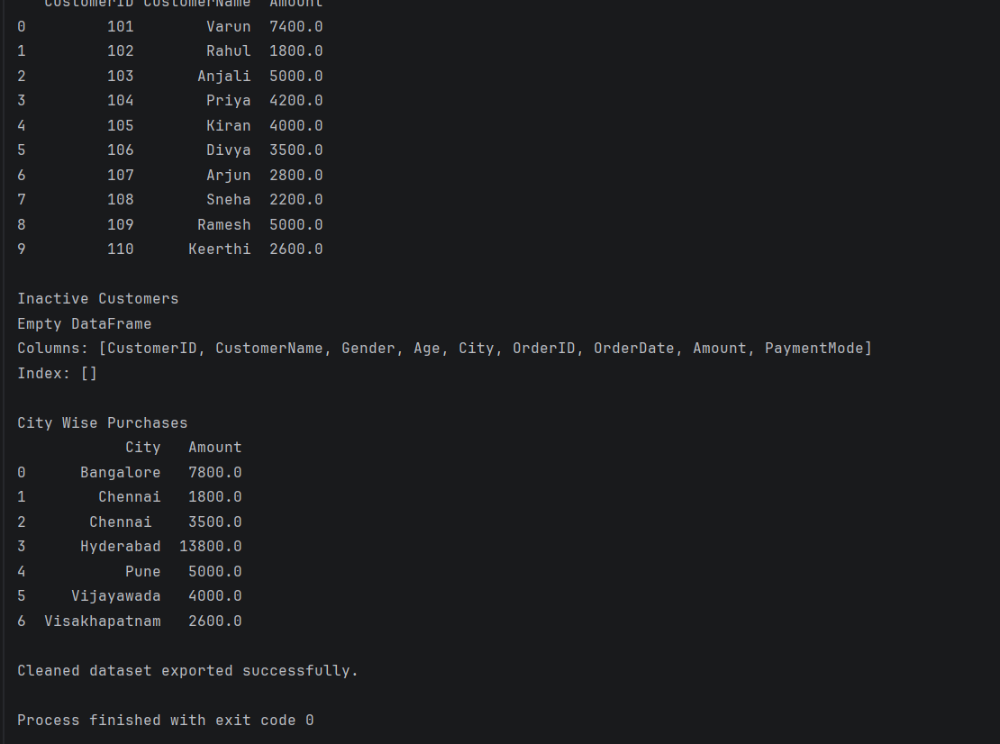 CustomerID CustomerName  Amount
0         101        Varun  7400.0
1         102        Rahul  1800.0
2         103       Anjali  5000.0
3         104        Priya  4200.0
4         105        Kiran  4000.0
5         106        Divya  3500.0
6         107        Arjun  2800.0
7         108        Sneha  2200.0
8         109       Ramesh  5000.0
9         110      Keerthi  2600.0
Inactive Customers
Empty DataFrame
Columns: [CustomerID, CustomerName, Gender, Age, City, OrderID, OrderDate, Amount, PaymentMode]
Index: []
City Wise Purchases
            City   Amount
0      Bangalore   7800.0
1        Chennai   1800.0
2       Chennai    3500.0
3      Hyderabad  13800.0
4           Pune   5000.0
5     Vijayawada   4000.0
6  Visakhapatnam   2600.0
Cleaned dataset exported successfully.
Process finished with exit code 0